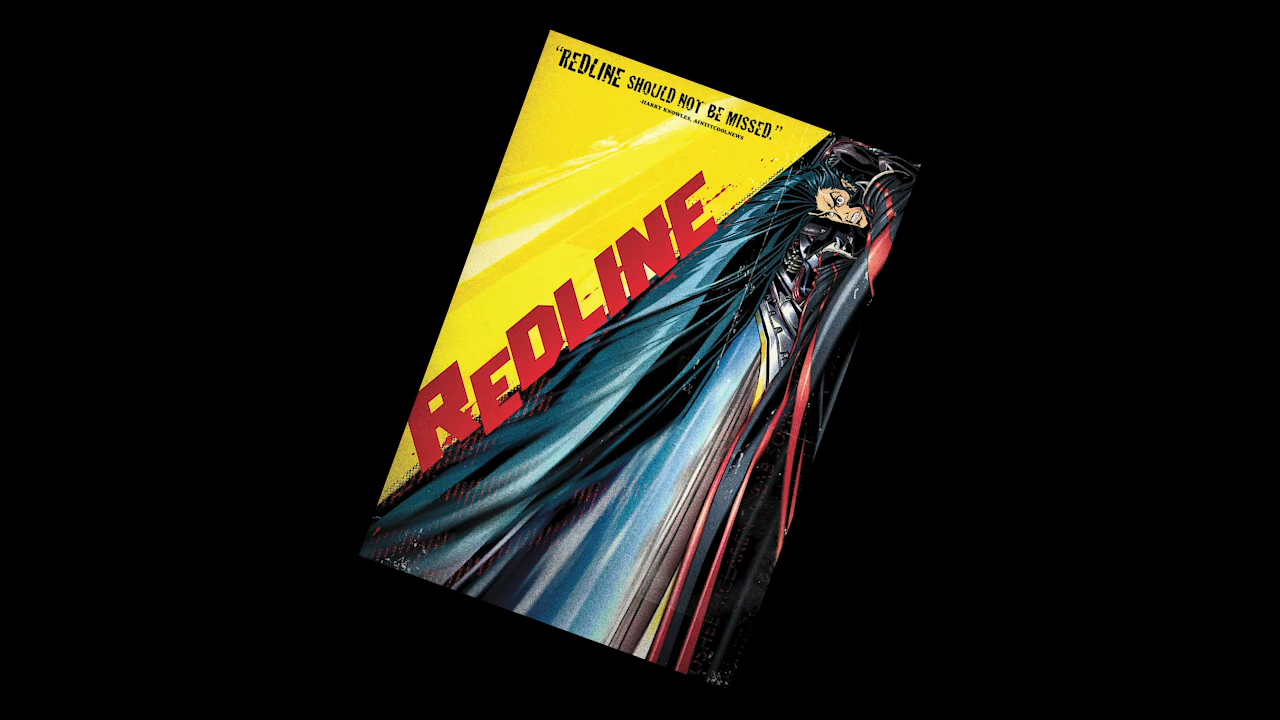 “REDLINE SHOULD NOT BE MISSED.”
-HARRY KNOWLES, AINTITCOOLNEWS
REDLINE